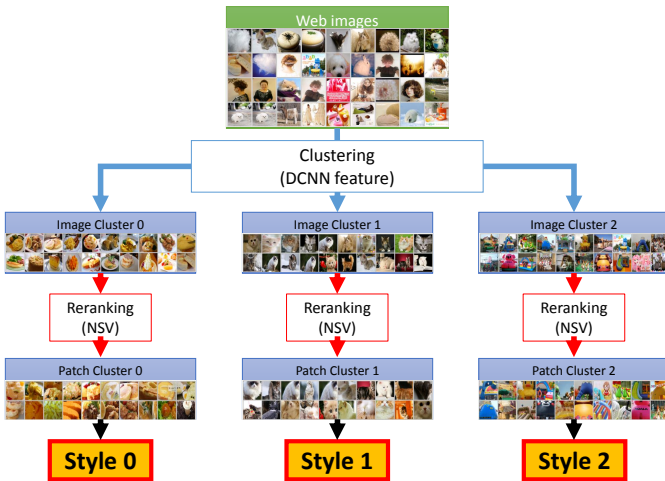 Web images
Clustering
(DCNN feature)
Image Cluster 0
Image Cluster 1
Image Cluster 2
Reranking
(NSV)
Reranking
(NSV)
Reranking
(NSV)
Patch Cluster 0
Patch Cluster 1
Patch Cluster 2
Style 0
Style 1
Style 2